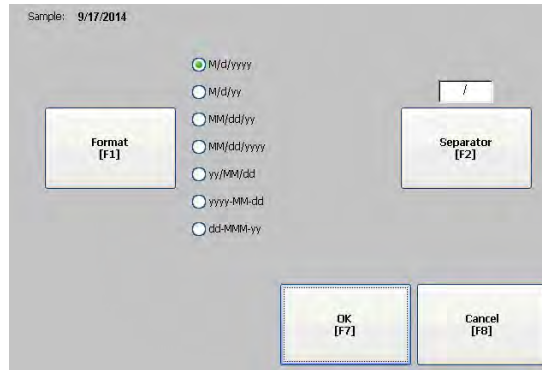 Sample: 9/17/2014
M/d/yyyy
M/d/yy
MM/dd/yy
MM/dd/yyyy
yy/MM/dd
yyyy-MM-dd
dd-MMM-yy
Format
[F1]
/
Separator
[F2]
OK
[F7]
Cancel
[F8]